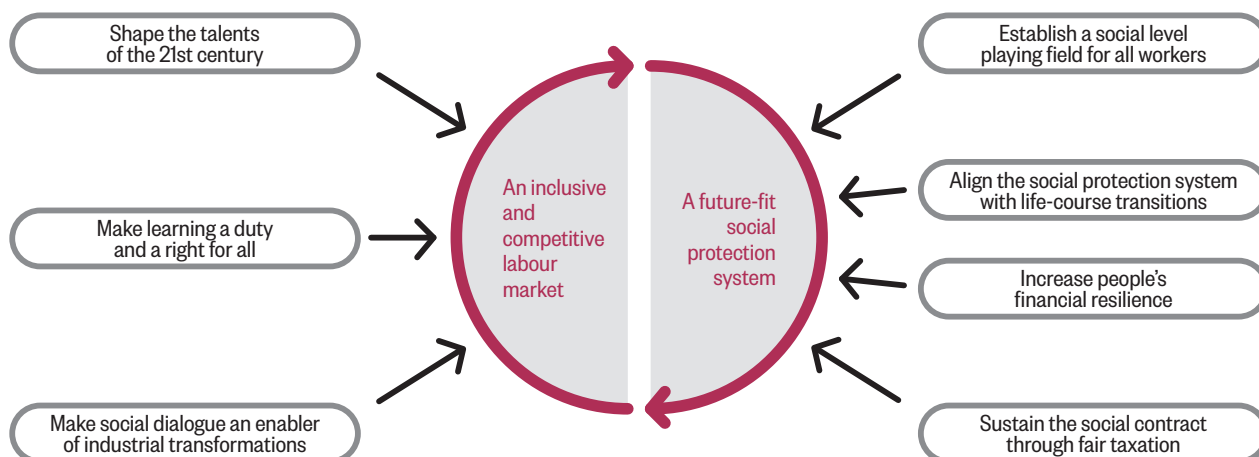 Shape the talents
of the 21st century
Make learning a duty
and a right for all
Make social dialogue an enabler
of industrial transformations
An inclusive
and
competitive
labour
market
A future-fit
social
protection
system
Establish a social level
playing field for all workers
Align the social protection system
with life-course transitions
Increase people’s
financial resilience
Sustain the social contract
through fair taxation